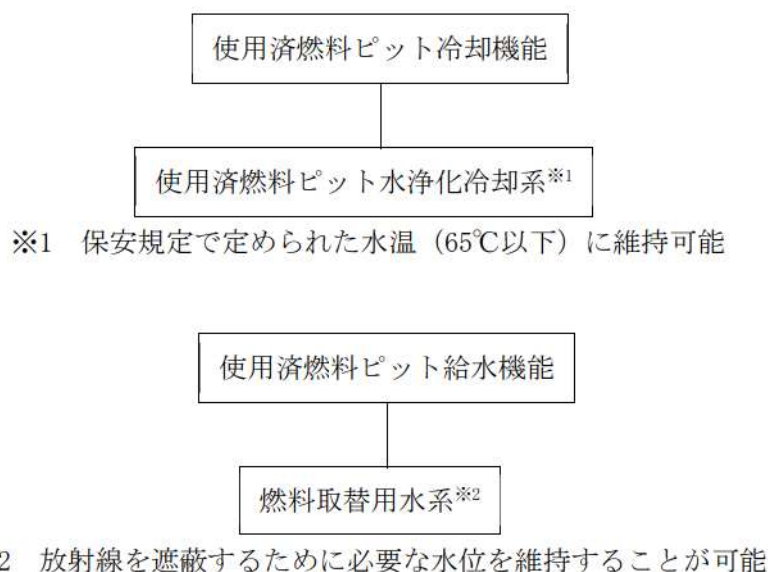 使用済燃料ピット冷却機能
使用済燃料ピット水浄化冷却系※1
※1 保安規定で定められた水温（65℃以下）に維持可能
使用済燃料ピット給水機能
燃料取替用水系※2
2 放射線を遮蔽するために必要な水位を維持することが可能